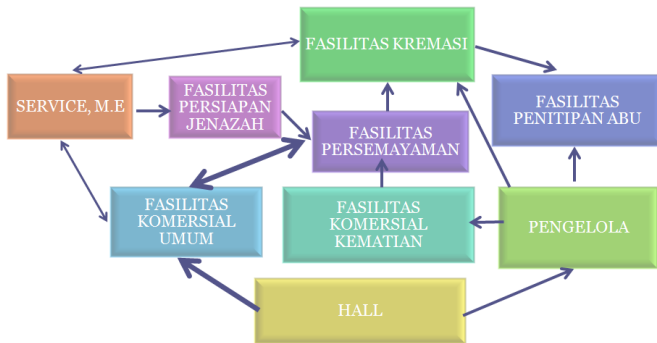 FASILITAS KREMASI
SERVICE, M.E
FASILITAS
PERSIAPAN
JENAZAH
FASILITAS
PERSEMAYAMAN
FASILITAS
PENITIPAN ABU
FASILITAS
KOMERSIAL
UMUM
FASILITAS
KOMERSIAL
KEMATIAN
PENGELOLA
HALL